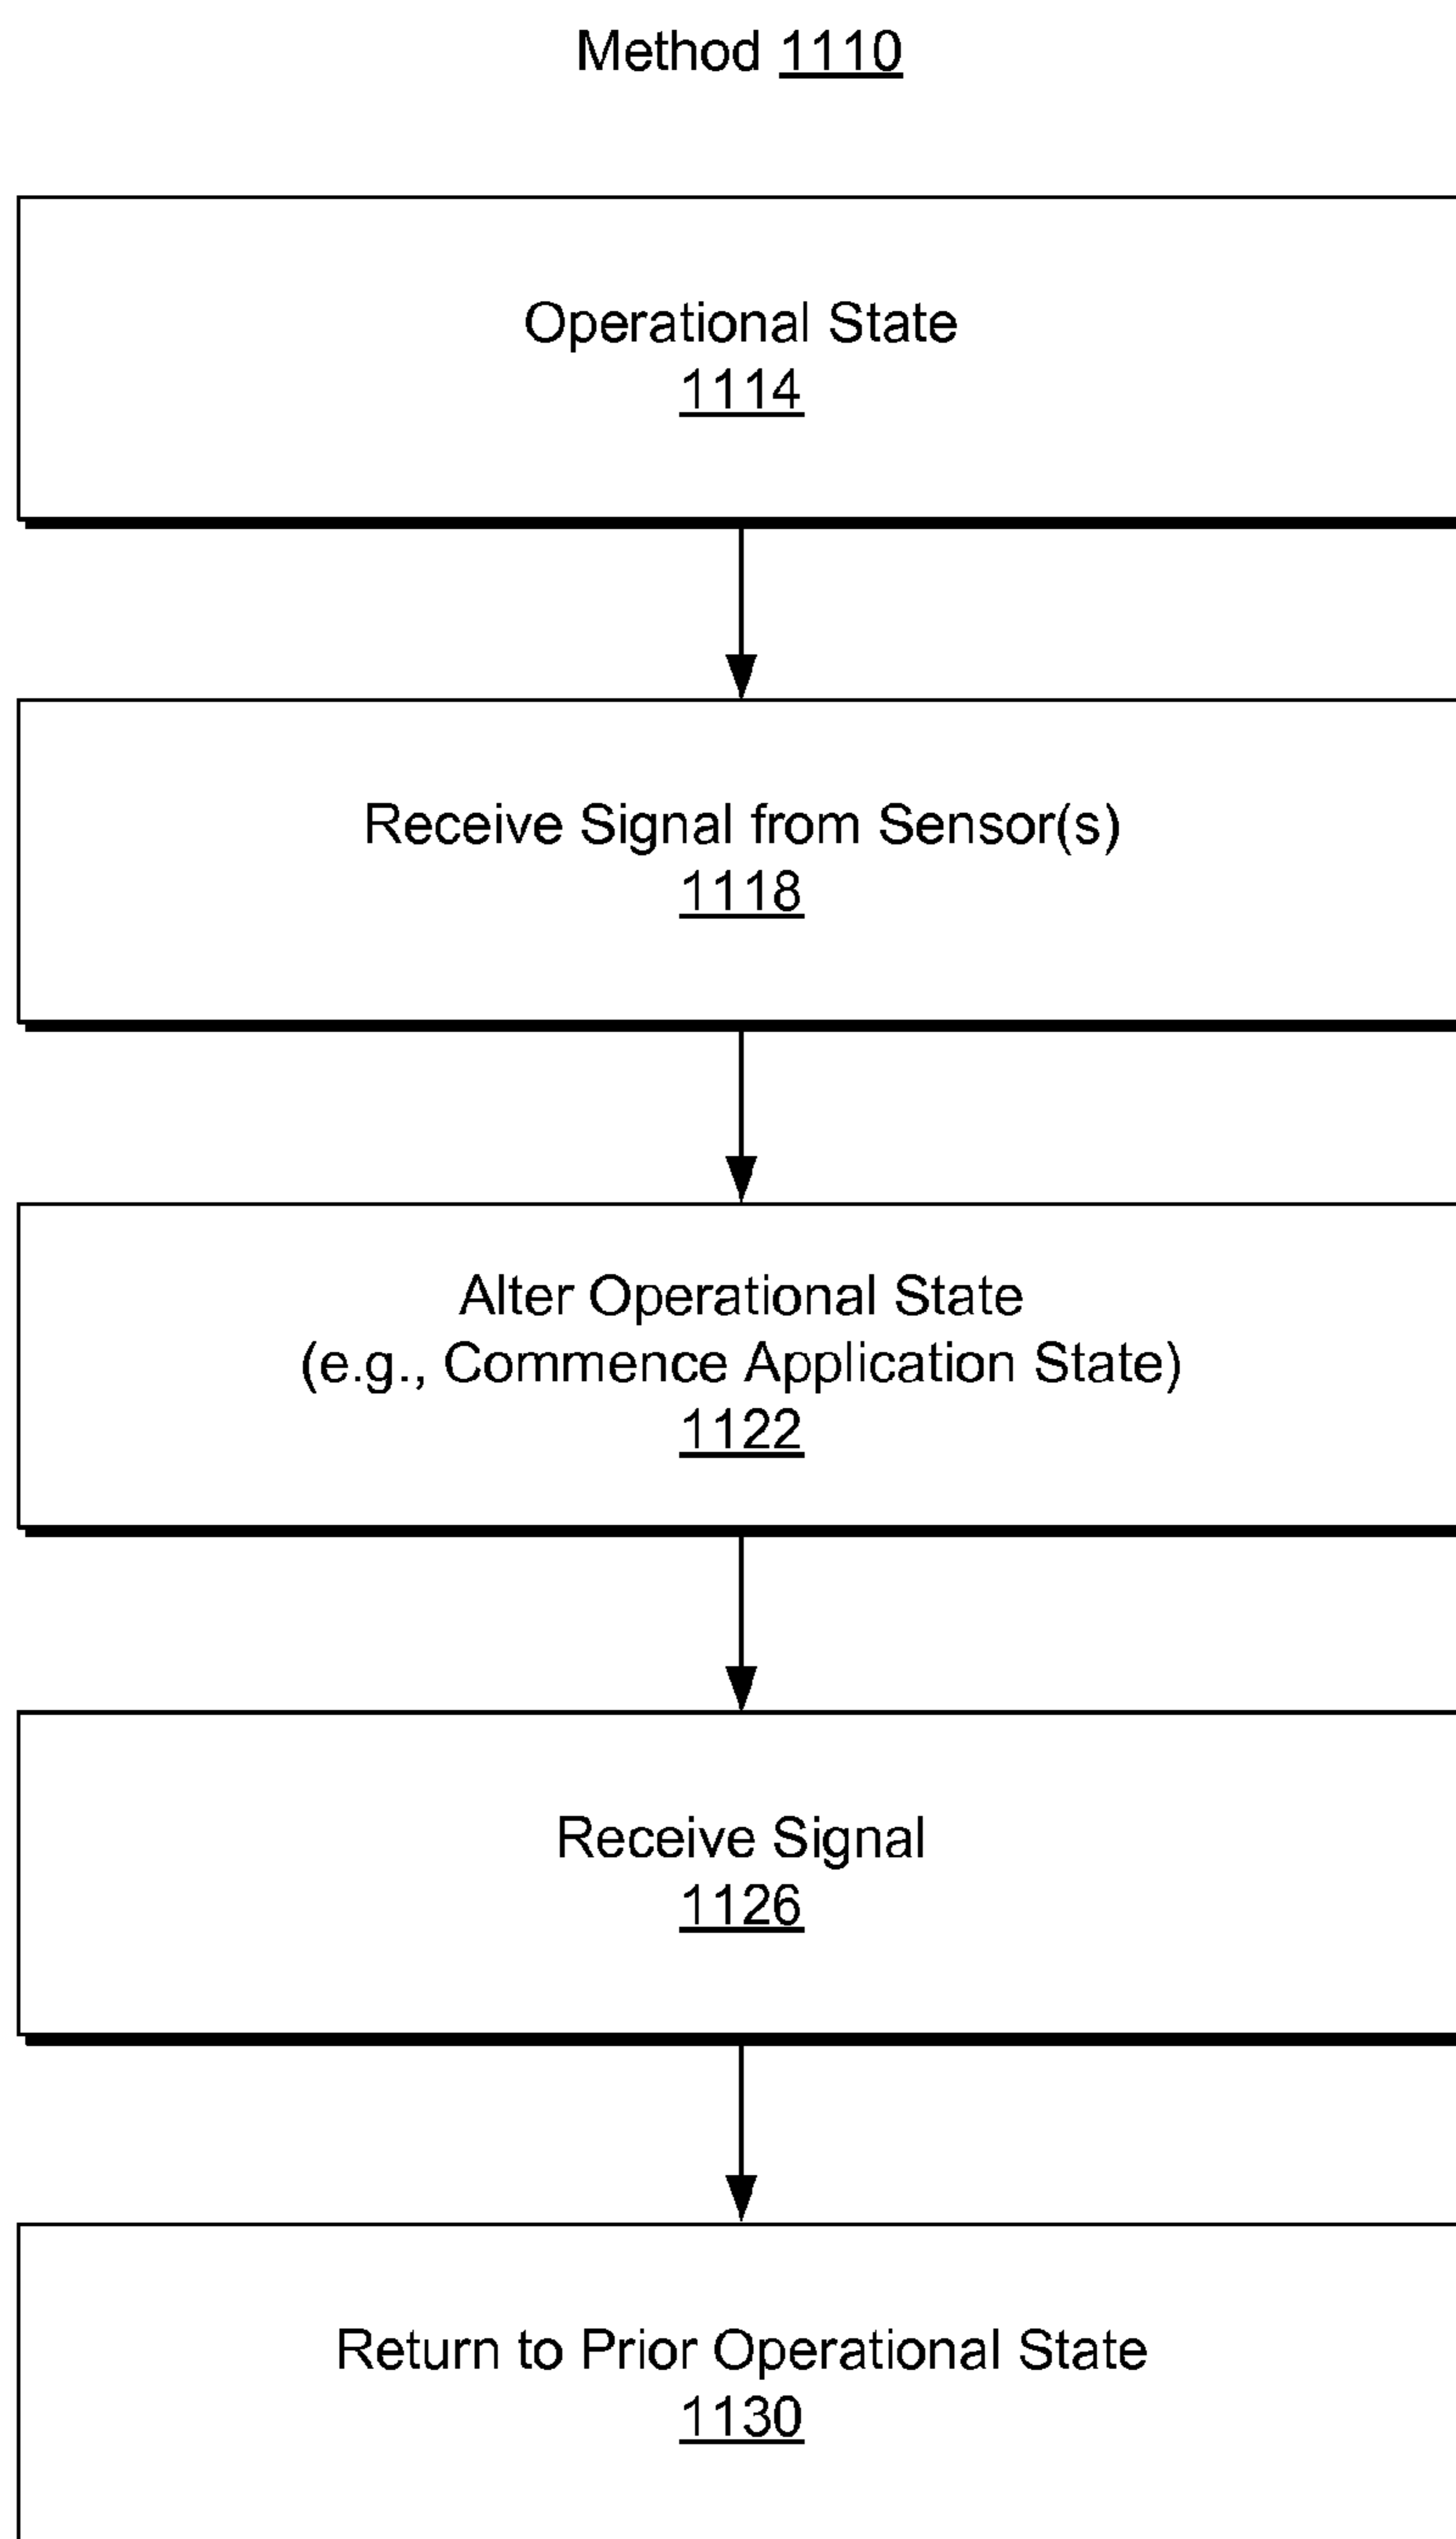 Method 1110
Operational State
1114
Receive Signal from Sensor(s)
1118
Alter Operational State
(e.g., Commence Application State)
1122
Receive Signal
1126
Return to Prior Operational State
1130